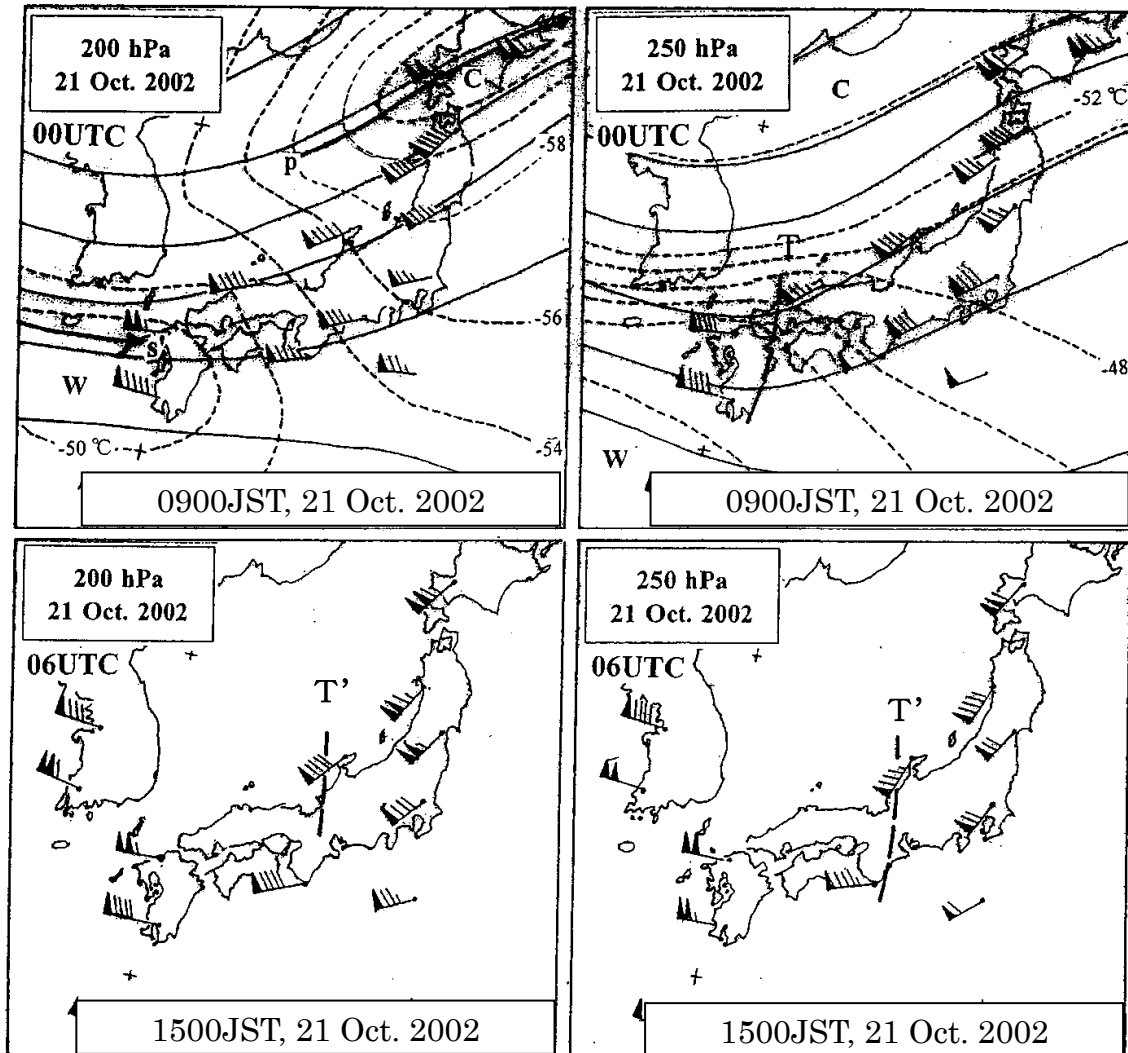 200 hPa
21 Oct. 2002
00UTC
C
p
-58
-56
s'
W
-50 °C
-54
0900JST, 21 Oct. 2002
250 hPa
21 Oct. 2002
00UTC
C
-52 °C
T
-48
W
0900JST, 21 Oct. 2002
200 hPa
21 Oct. 2002
06UTC
T’
1500JST, 21 Oct. 2002
250 hPa
21 Oct. 2002
06UTC
T’
1500JST, 21 Oct. 2002